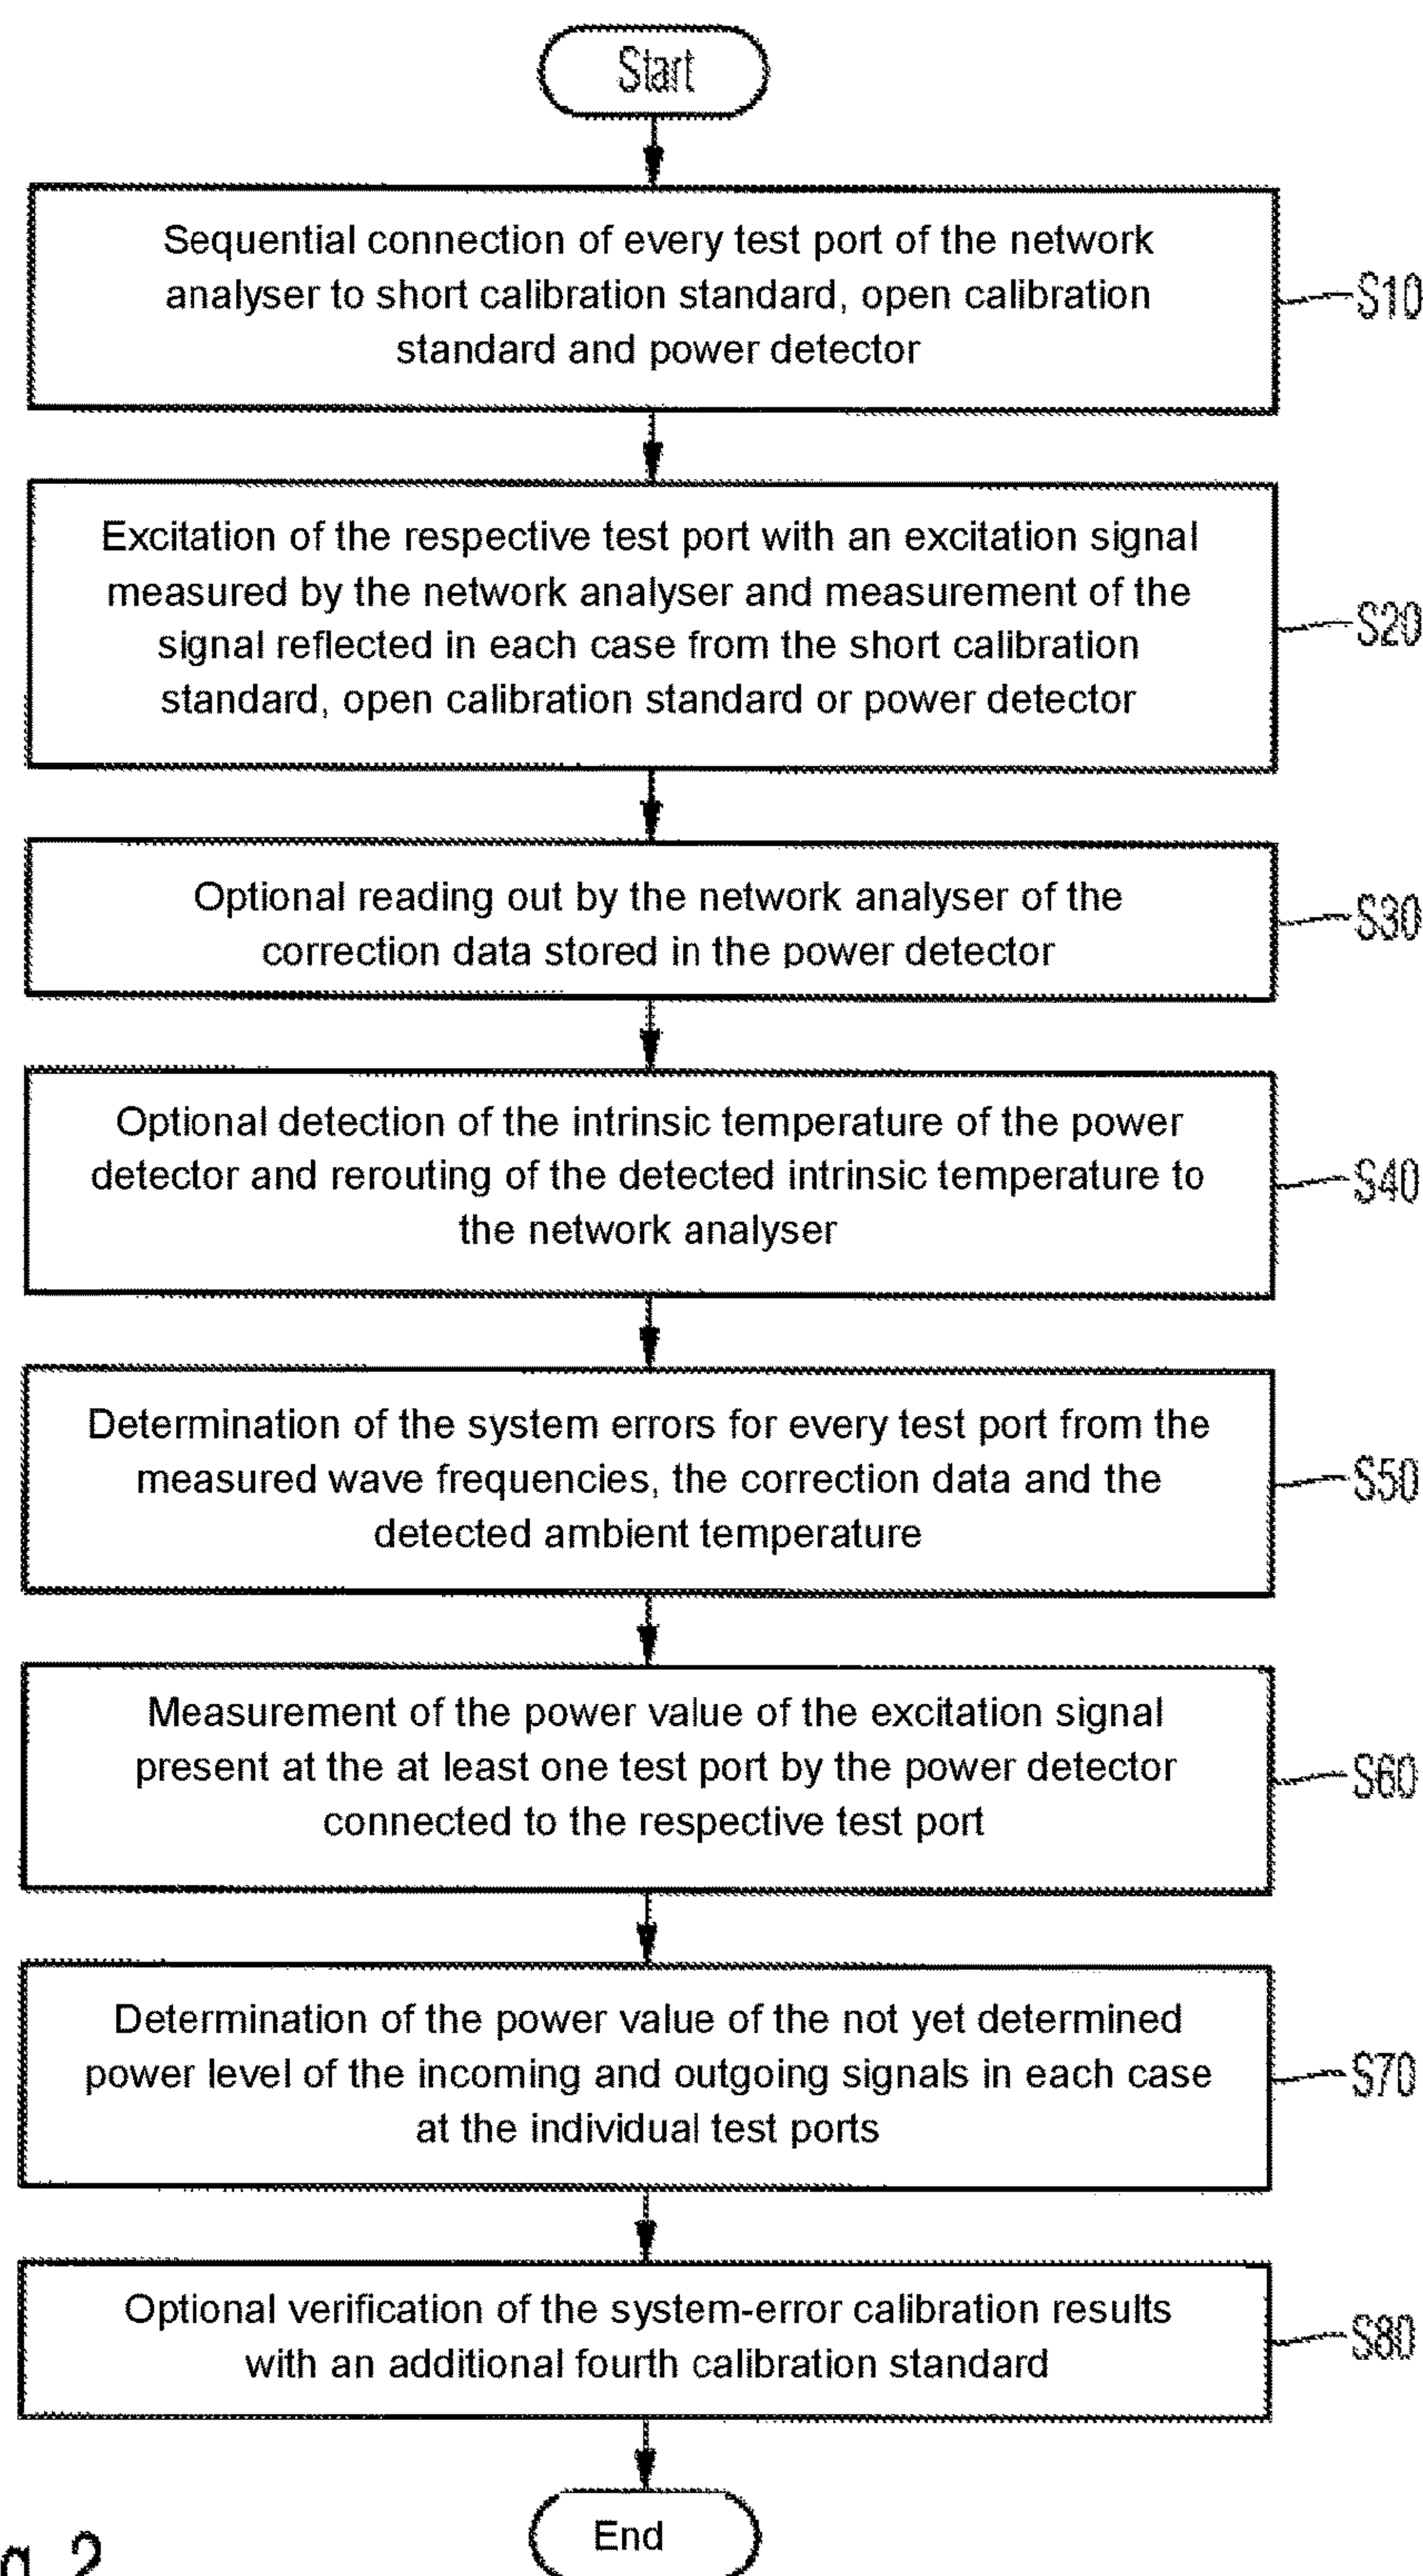 Start
Sequential connection of every test port of the network
analyser to short calibration standard, open calibration
standard and power detector
S10
Excitation of the respective test port with an excitation signal
measured by the network analyser and measurement of the
signal reflected in each case from the short calibration
standard, open calibration standard or power detector
S20
Optional reading out by the network analyser of the
correction data stored in the power detector
S30
Optional detection of the intrinsic temperature of the power
detector and rerouting of the detected intrinsic temperature to
the network analyser
S40
Determination of the system errors for every test port from the
measured wave frequencies, the correction data and the
detected ambient temperature
S50
Measurement of the power value of the excitation signal
present at the at least one test port by the power detector
connected to the respective test port
S60
Determination of the power value of the not yet determined
power level of the incoming and outgoing signals in each case
at the individual test ports
S70
Optional verification of the system-error calibration results
with an additional fourth calibration standard
S80
End
g. 2